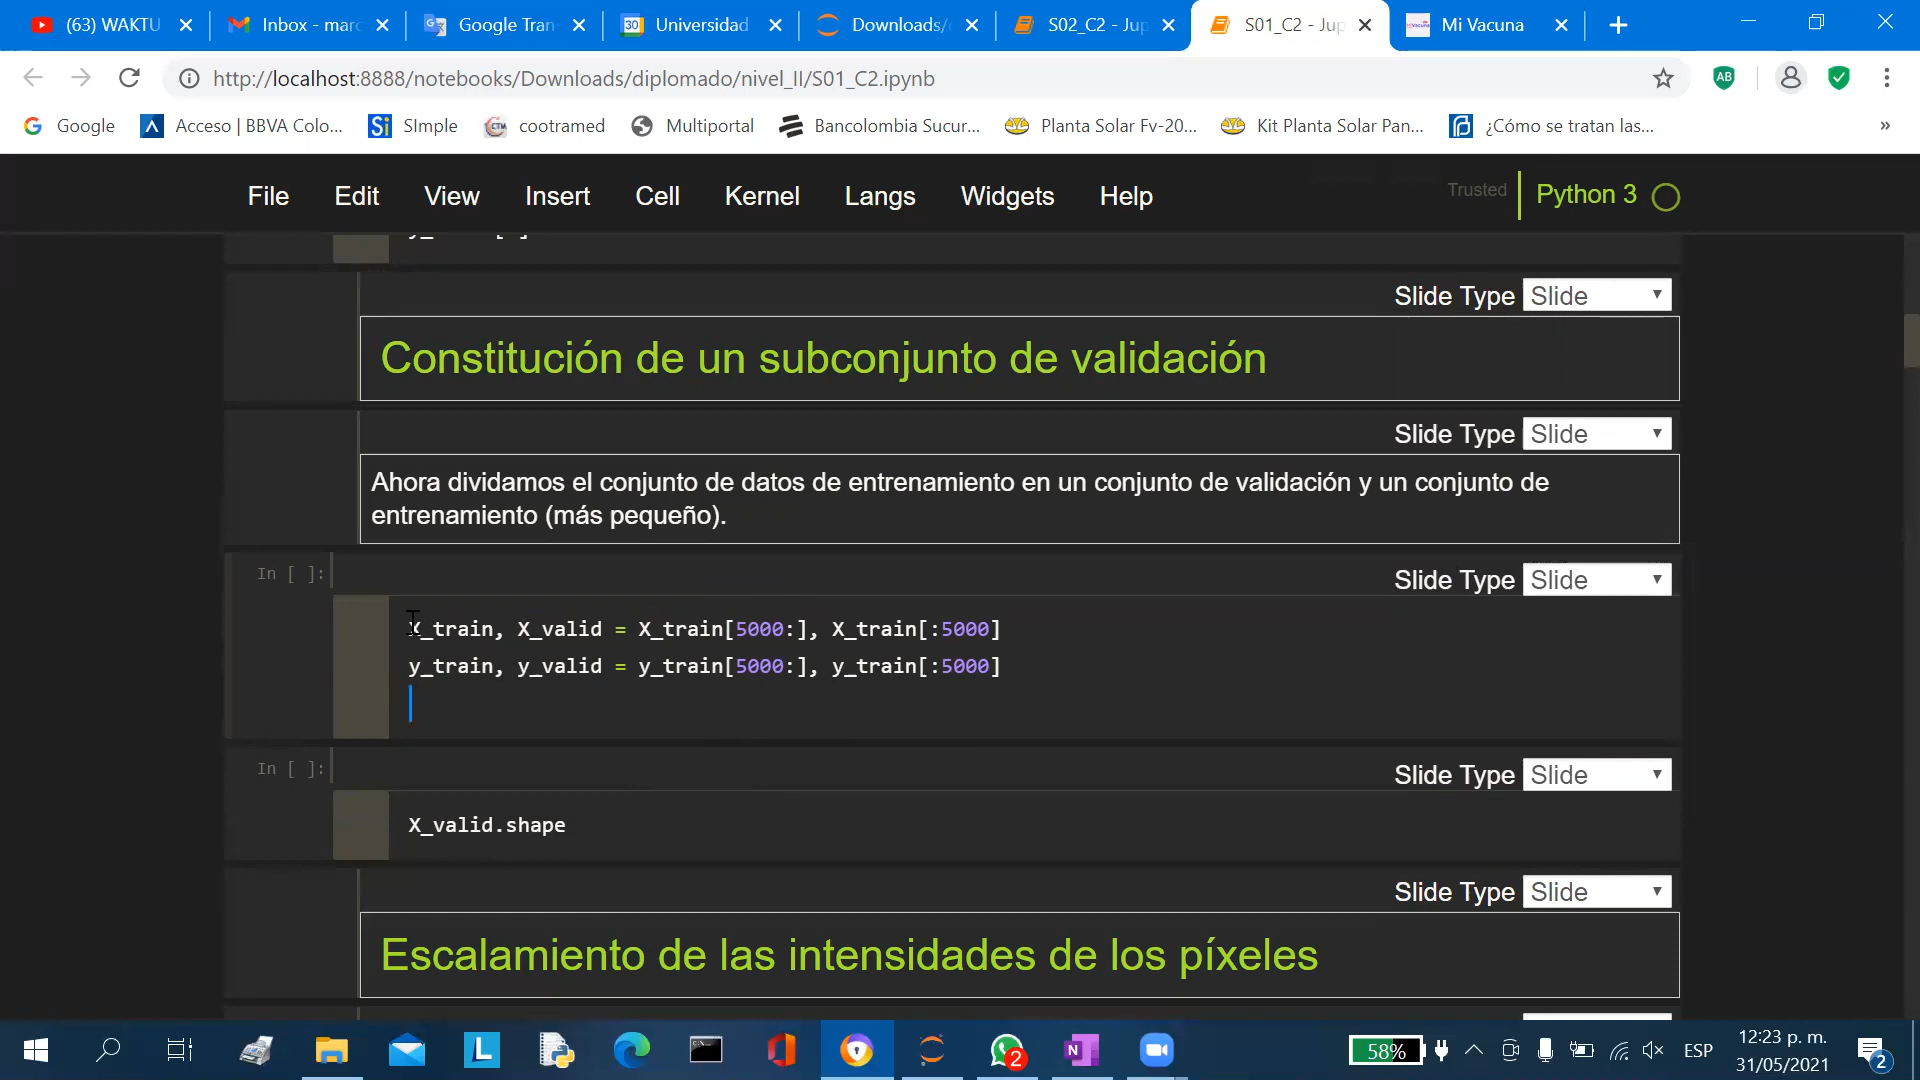 (63) WAKTU
Inbox - marc
Google Tran
Universidad
Downloads/
S02_C2 - Jup
S01_C2 - Jup
Mi Vacuna
http://localhost:8888/notebooks/Downloads/diplomado/nivel_II/S01_C2.ipynb
Google
Acceso | BBVA Colo...
SImple
cootramed
Multiportal
Bancolombia Sucur...
Planta Solar Fv-20...
Kit Planta Solar Pan...
¿Cómo se tratan las...
File Edit View Insert Cell Kernel Langs Widgets Help
Trusted
Python 3
Slide Type Slide
Constitución de un subconjunto de validación
Slide Type Slide
Ahora dividamos el conjunto de datos de entrenamiento en un conjunto de validación y un conjunto de
entrenamiento (más pequeño).
In [ ]:
Slide Type Slide
X_train, X_valid = X_train[5000:], X_train[:5000]
y_train, y_valid = y_train[5000:], y_train[:5000]
In [ ]:
Slide Type Slide
X_valid.shape
Slide Type Slide
Escalamiento de las intensidades de los píxeles
58%
ESP
12:23 p. m.
31/05/2021
2
2